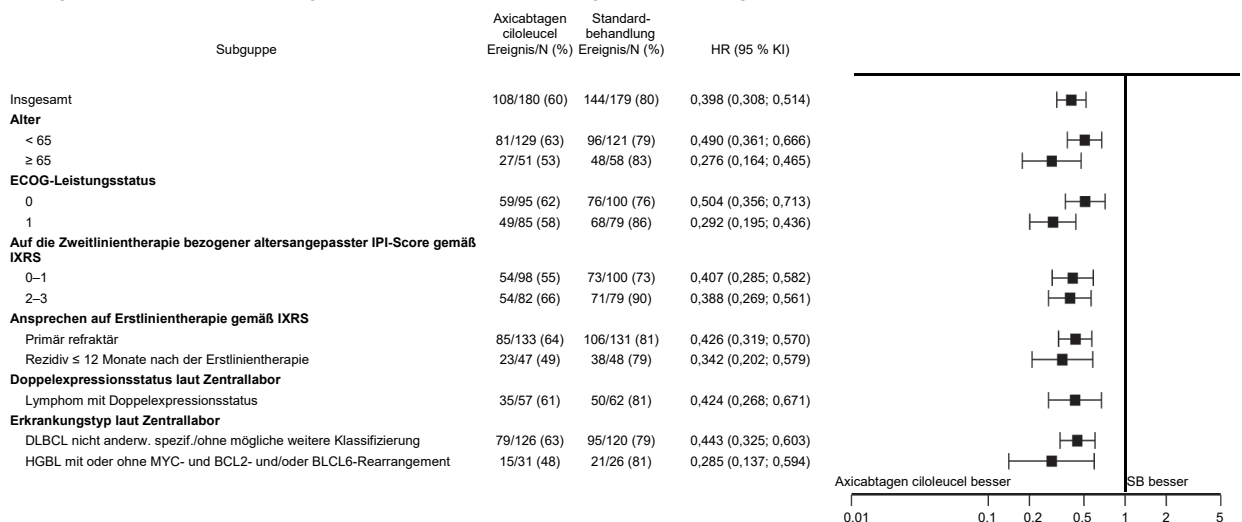 Axicabtagen Standard-
ciloleucel behandlung
Subguppe Ereignis/N (%) Ereignis/N (%) HR (95 % KI)
Insgesamt 108/180 (60) 144/179 (80) 0,398 (0,308; 0,514)
Alter
< 65 81/129 (63) 96/121 (79) 0,490 (0,361; 0,666)
≥ 65 27/51 (53) 48/58 (83) 0,276 (0,164; 0,465)
ECOG-Leistungsstatus
0 59/95 (62) 76/100 (76) 0,504 (0,356; 0,713)
1 49/85 (58) 68/79 (86) 0,292 (0,195; 0,436)
Auf die Zweitlinientherapie bezogener altersangepasster IPI-Score gemäß
IXRS
0–1 54/98 (55) 73/100 (73) 0,407 (0,285; 0,582)
2–3 54/82 (66) 71/79 (90) 0,388 (0,269; 0,561)
Ansprechen auf Erstlinientherapie gemäß IXRS
Primär refraktär 85/133 (64) 106/131 (81) 0,426 (0,319; 0,570)
Rezidiv ≤ 12 Monate nach der Erstlinientherapie 23/47 (49) 38/48 (79) 0,342 (0,202; 0,579)
Doppelexpressionsstatus laut Zentrallabor
Lymphom mit Doppelexpressionsstatus 35/57 (61) 50/62 (81) 0,424 (0,268; 0,671)
Erkrankungstyp laut Zentrallabor
DLBCL nicht anderw. spezif./ohne mögliche weitere Klassifizierung 79/126 (63) 95/120 (79) 0,443 (0,325; 0,603)
HGBL mit oder ohne MYC- und BCL2- und/oder BLCL6-Rearrangement 15/31 (48) 21/26 (81) 0,285 (0,137; 0,594)
Axicabtagen ciloleucel besser SB besser
0.01 0.1 0.2 0.5 1 2 5